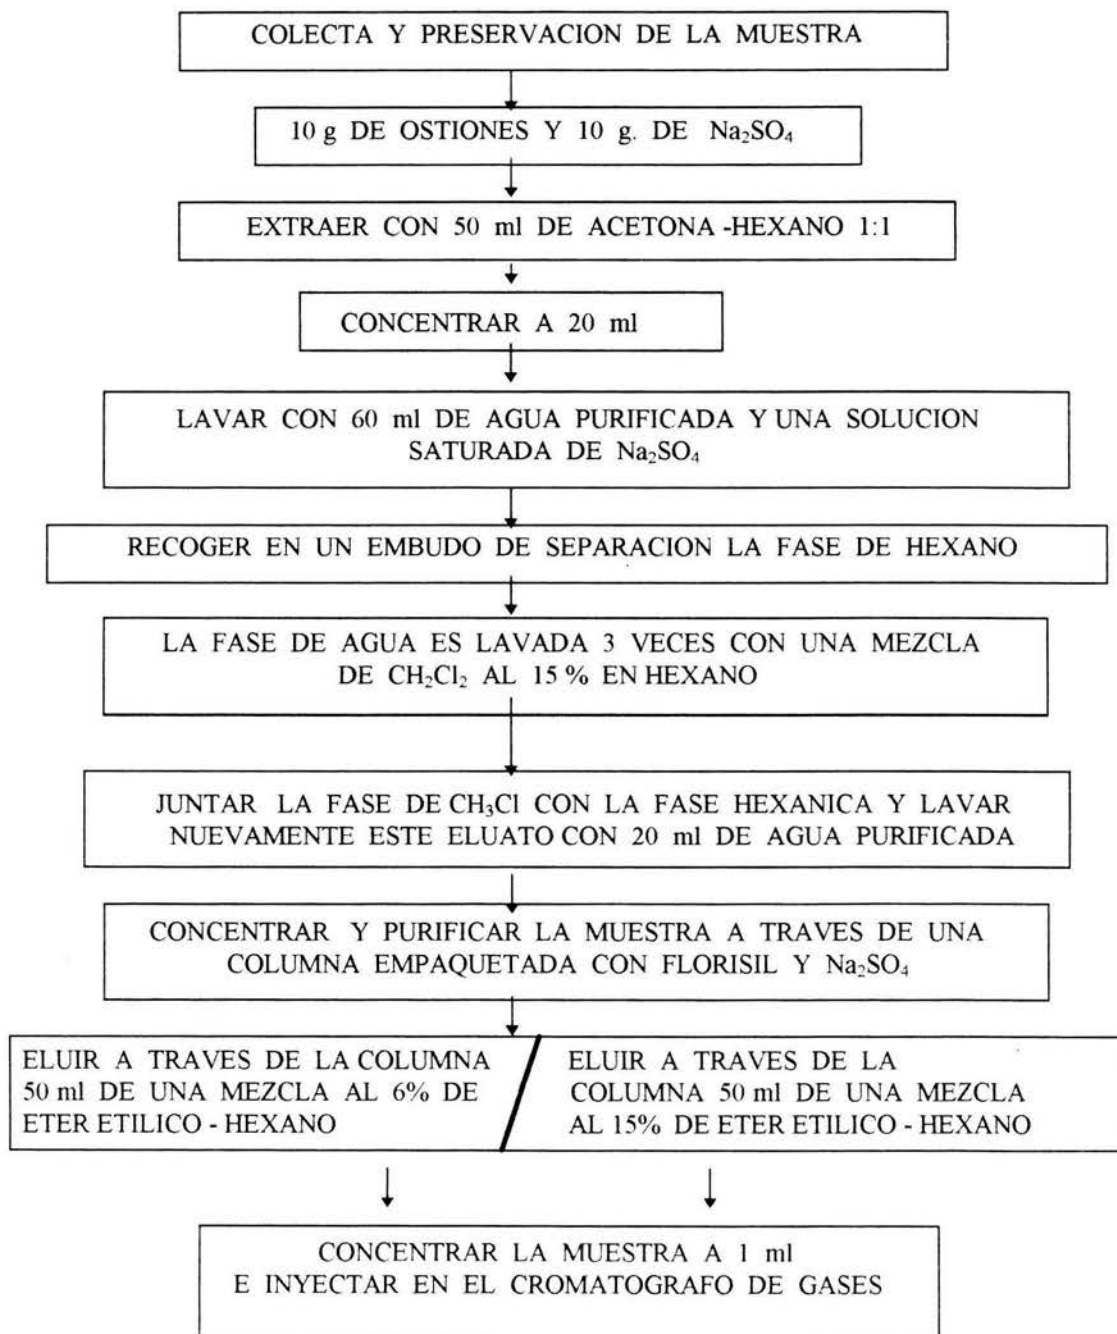 COLECTA Y PRESERVACION DE LA MUESTRA
10 g DE OSTIONES Y 10 g. DE Na₂SO₄
EXTRAER CON 50 ml DE ACETONA -HEXANO 1:1
CONCENTRAR A 20 ml
LAVAR CON 60 ml DE AGUA PURIFICADA Y UNA SOLUCION
SATURADA DE Na₂SO₄
RECOGER EN UN EMBUDO DE SEPARACION LA FASE DE HEXANO
LA FASE DE AGUA ES LAVADA 3 VECES CON UNA MEZCLA
DE CH₂Cl₂ AL 15 % EN HEXANO
JUNTAR LA FASE DE CH₃Cl CON LA FASE HEXANICA Y LAVAR
NUEVAMENTE ESTE ELUATO CON 20 ml DE AGUA PURIFICADA
CONCENTRAR Y PURIFICAR LA MUESTRA A TRAVES DE UNA
COLUMNA EMPAQUETADA CON FLORISIL Y Na₂SO₄
ELUIR A TRAVES DE LA COLUMNA
50 ml DE UNA MEZCLA AL 6% DE
ETER ETILICO - HEXANO
ELUIR A TRAVES DE LA
COLUMNA 50 ml DE UNA MEZCLA
AL 15% DE ETER ETILICO - HEXANO
CONCENTRAR LA MUESTRA A 1 ml
E INYECTAR EN EL CROMATOGRAFO DE GASES